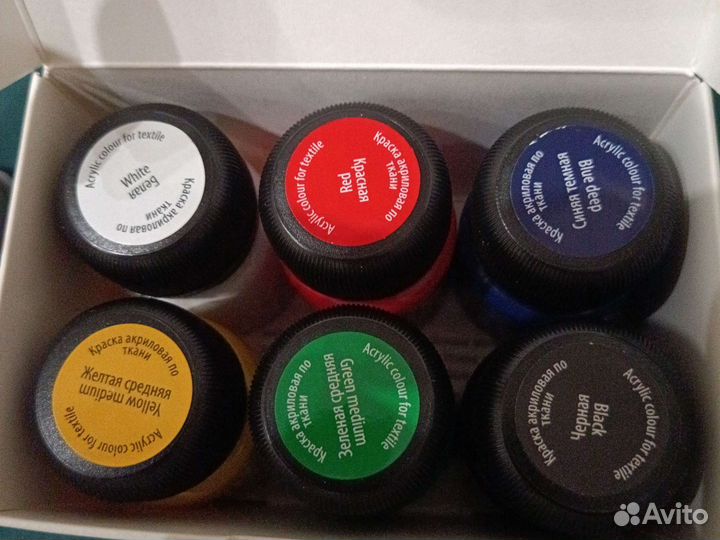 Acrylic colour for textile
White
белая
Краска акриловая по
ткани
Краска акриловая по
ткани
Красная
Red
Acrylic colour for textile
Acrylic colour for textile
Blue deep
Синяя темная
Краска акриловая по
ткани
Краска акриловая по
ткани
Желтая средняя
Yellow medium
Acrylic colour for textile
Acrylic colour for textile
Green medium
Зеленая средняя
Краска акриловая по
ткани
Acrylic colour for textile
Black
Черная
Краска акриловая по
ткани
Avito